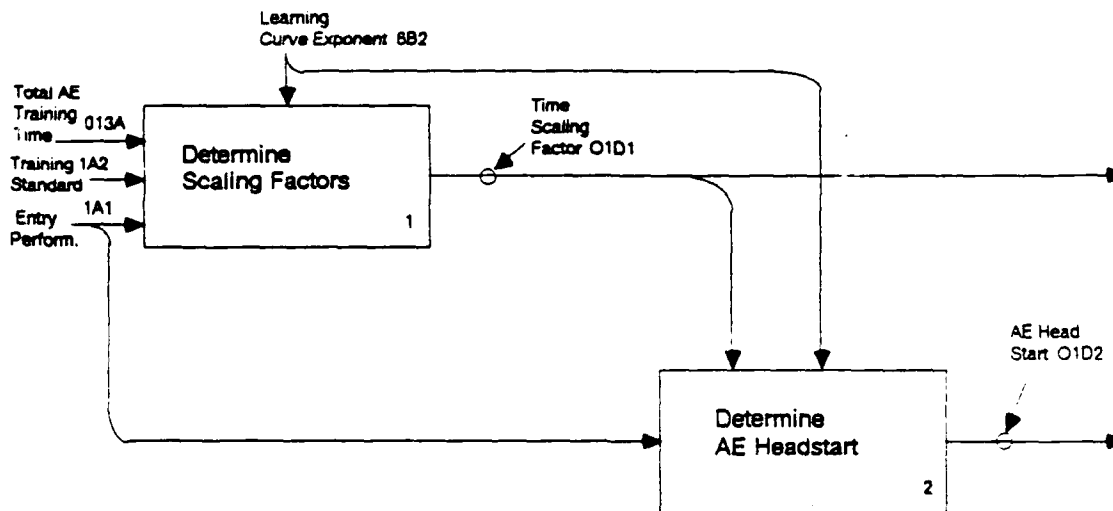 Learning
Curve Exponent 6B2
Total AE
Training
Time 013A
Training 1A2
Standard
1A1
Entry
Perform.
Determine
Scaling Factors
1
Time
Scaling
Factor O1D1
AE Head
Start O1D2
Determine
AE Headstart
2